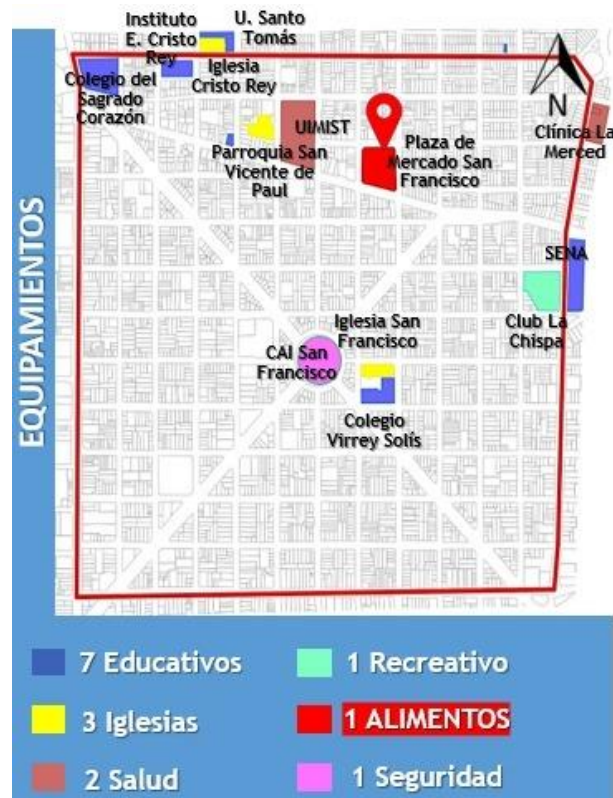 EQUIPAMIENTOS
Instituto
E. Cristo
Rey
U. Santo
Tomás
Colegio del
Sagrado
Corazón
Iglesia
Cristo Rey
UIMIST
Parroquia San
Vicente de
Paul
Plaza de
Mercado San
Francisco
N
Clínica La
Merced
SENA
Club La
Chispa
Iglesia San
Francisco
CAI San
Francisco
Colegio
Virrey Solís
7 Educativos
1 Recreativo
3 Iglesias
1 ALIMENTOS
2 Salud
1 Seguridad